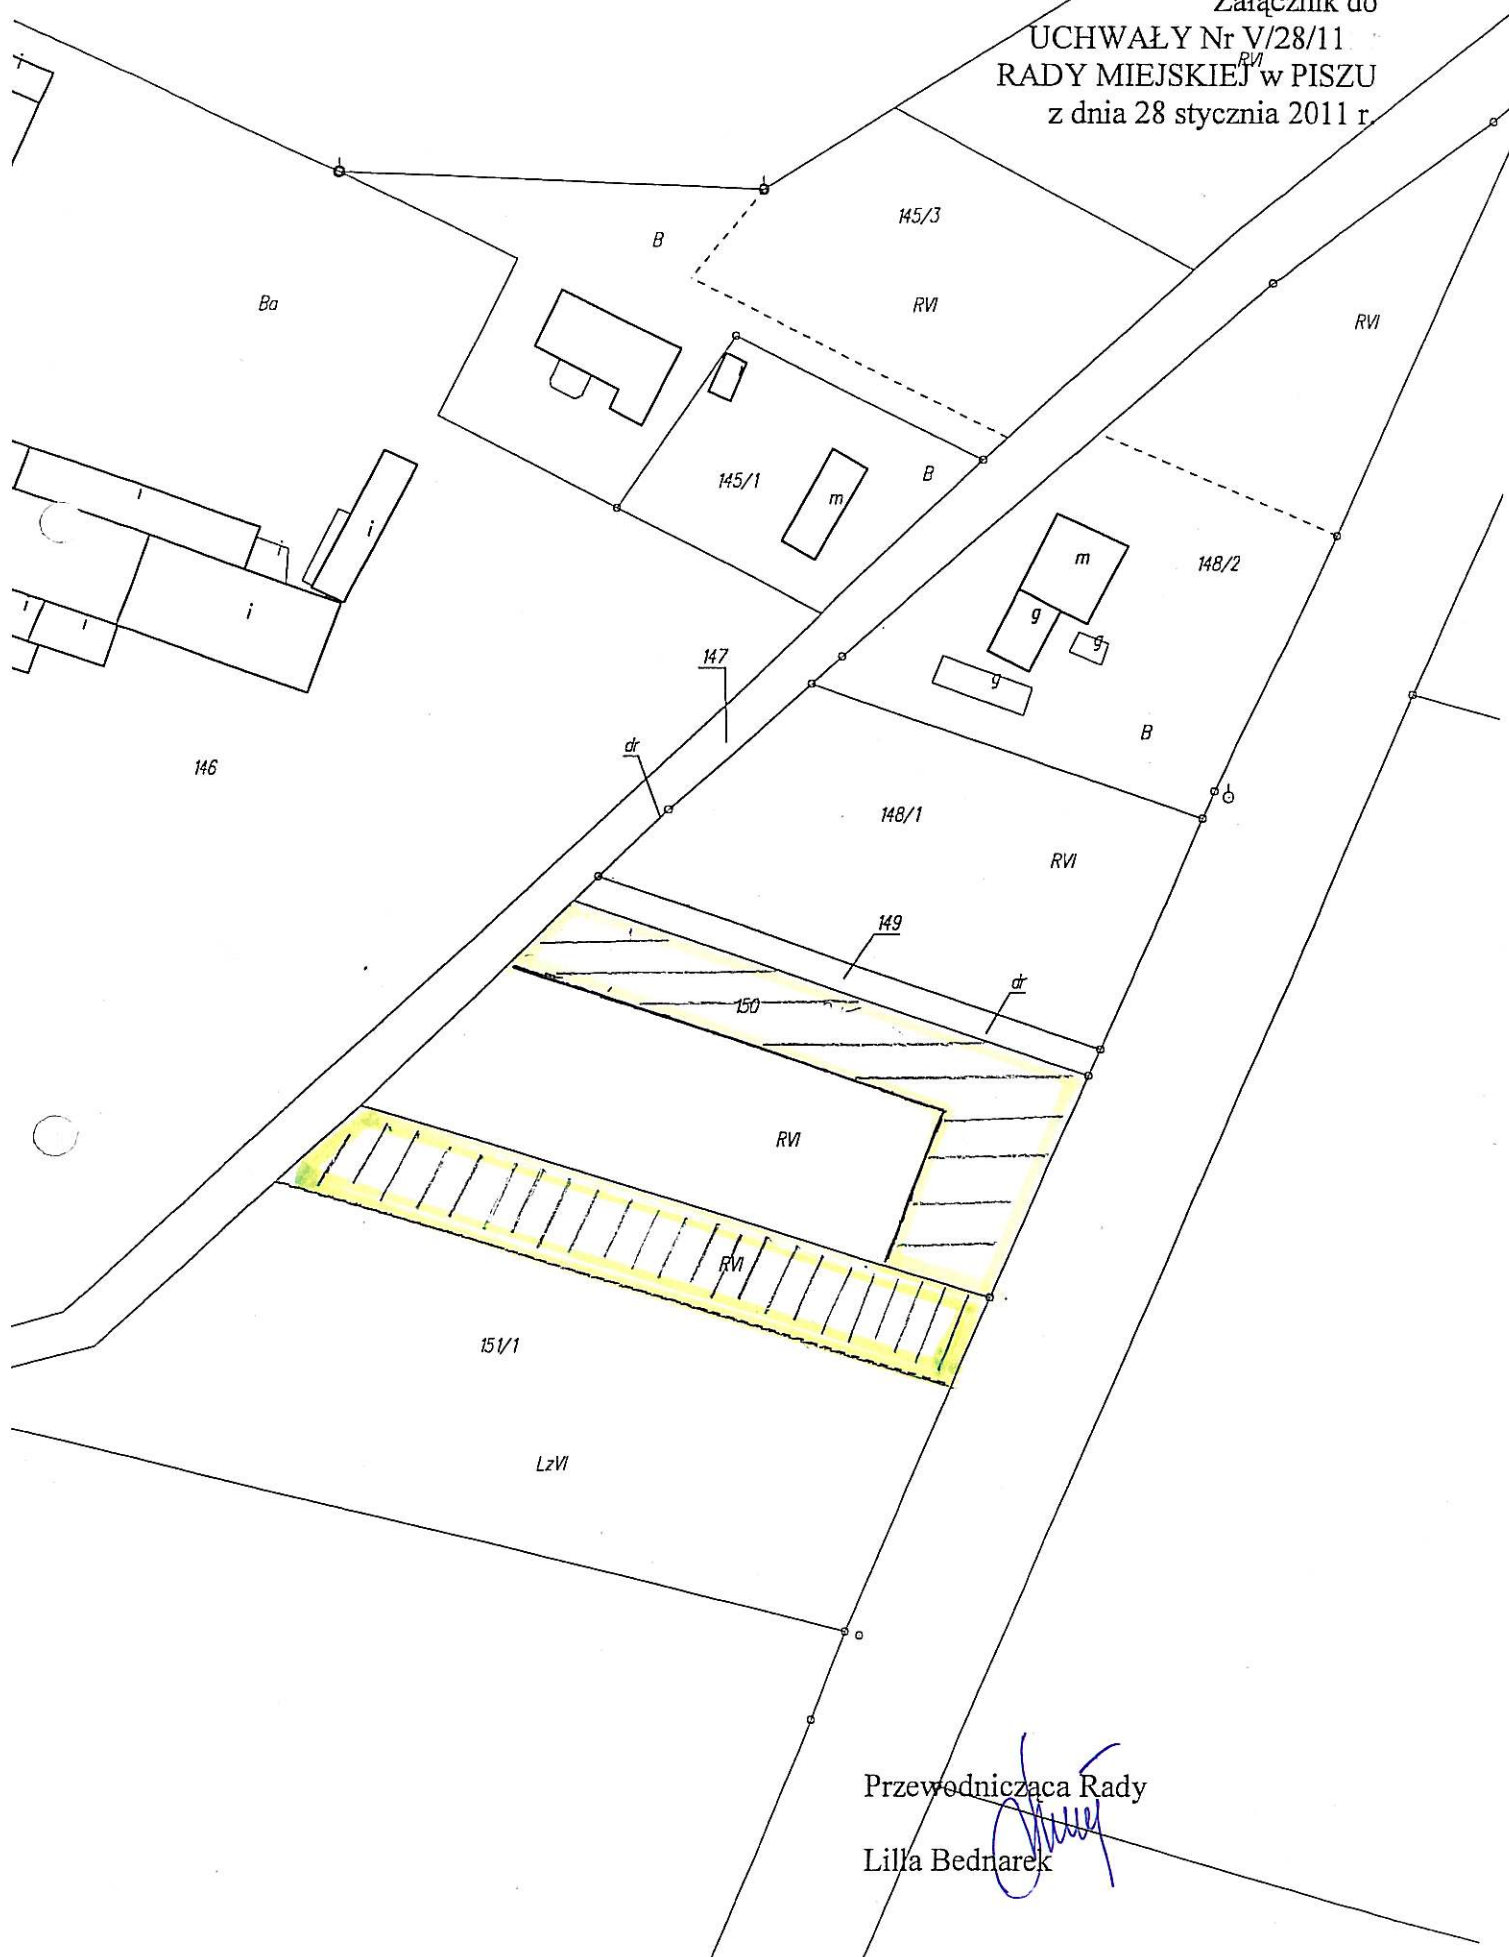 Załącznik do
UCHWAŁY Nr V/28/11
RVI
RADY MIEJSKIEJ w PISZU
z dnia 28 stycznia 2011 r.
i
145/3
B
Ba
RVI
RVI
145/1
B
m
i
i
i
i
i
i
m
148/2
g
g
g
147
dr
B
146
148/1
RVI
149
dr
150
RVI
RVI
151/1
LzVI
Przewodnicząca Rady
Lilla Bednarek